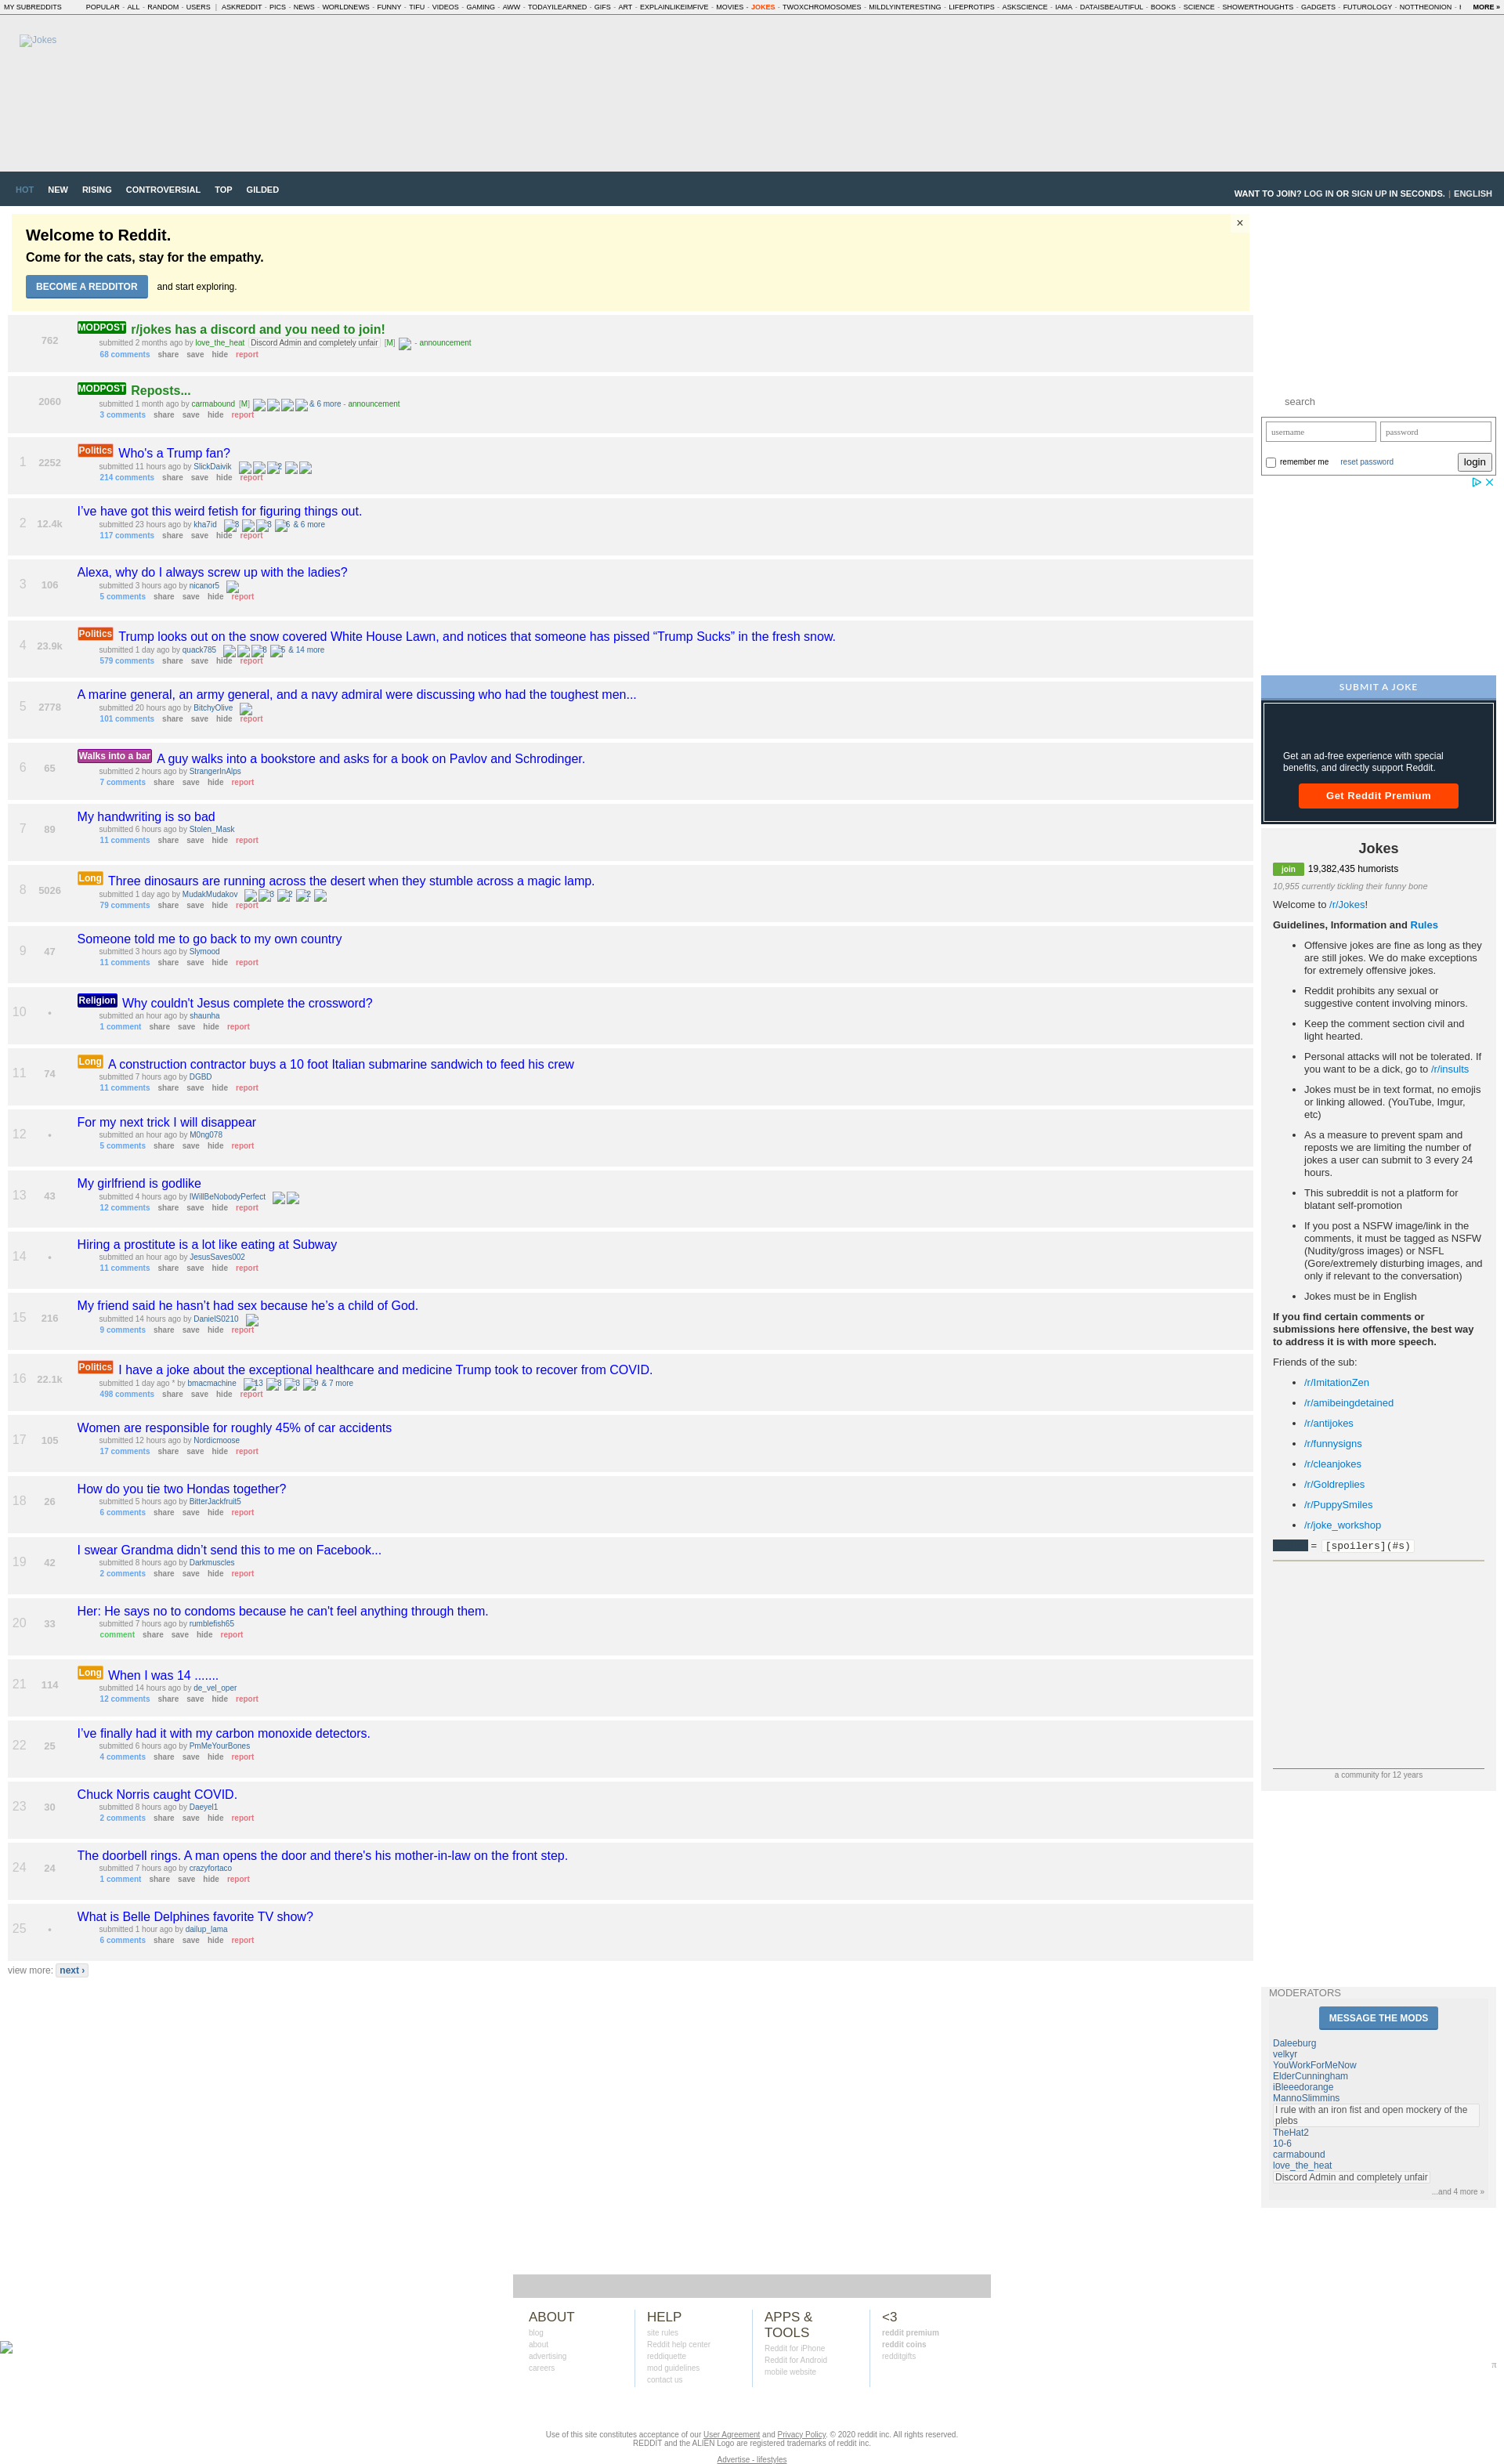 MY SUBREDDITS POPULAR - ALL - RANDOM - USERS | ASKREDDIT - PICS - NEWS - WORLDNEWS - FUNNY - TIFU - VIDEOS - GAMING - AWW - TODAYILEARNED - GIFS - ART - EXPLAINLIKEIMFIVE - MOVIES - JOKES - TWOXCHROMOSOMES - MILDLYINTERESTING - LIFEPROTIPS - ASKSCIENCE - IAMA - DATAISBEAUTIFUL - BOOKS - SCIENCE - SHOWERTHOUGHTS - GADGETS - FUTUROLOGY - NOTTHEONION - MORE »
Jokes
HOT NEW RISING CONTROVERSIAL TOP GILDED
WANT TO JOIN? LOG IN OR SIGN UP IN SECONDS. | ENGLISH
Welcome to Reddit.
×
Come for the cats, stay for the empathy.
BECOME A REDDITOR and start exploring.
762
MODPOST r/jokes has a discord and you need to join!
submitted 2 months ago by love_the_heat Discord Admin and completely unfair [M] - announcement
68 comments share save hide report
2060
MODPOST Reposts...
submitted 1 month ago by carmabound [M] & 6 more - announcement
3 comments share save hide report
1 2252
Politics Who's a Trump fan?
submitted 11 hours ago by SlickDaivik 2
214 comments share save hide report
2 12.4k
I've have got this weird fetish for figuring things out.
submitted 23 hours ago by kha7id 3 3 6 & 6 more
117 comments share save hide report
3 106
Alexa, why do I always screw up with the ladies?
submitted 3 hours ago by nicanor5
5 comments share save hide report
4 23.9k
Politics Trump looks out on the snow covered White House Lawn, and notices that someone has pissed “Trump Sucks” in the fresh snow.
submitted 1 day ago by quack785 8 5 & 14 more
579 comments share save hide report
5 2778
A marine general, an army general, and a navy admiral were discussing who had the toughest men...
submitted 20 hours ago by BitchyOlive
101 comments share save hide report
6 65
Walks into a bar A guy walks into a bookstore and asks for a book on Pavlov and Schrodinger.
submitted 2 hours ago by StrangerInAlps
7 comments share save hide report
7 89
My handwriting is so bad
submitted 6 hours ago by Stolen_Mask
11 comments share save hide report
8 5026
Long Three dinosaurs are running across the desert when they stumble across a magic lamp.
submitted 1 day ago by MudakMudakov 3 2 2
79 comments share save hide report
9 47
Someone told me to go back to my own country
submitted 3 hours ago by Slymood
11 comments share save hide report
10 •
Religion Why couldn't Jesus complete the crossword?
submitted an hour ago by shaunha
1 comment share save hide report
11 74
Long A construction contractor buys a 10 foot Italian submarine sandwich to feed his crew
submitted 7 hours ago by DGBD
11 comments share save hide report
12 •
For my next trick I will disappear
submitted an hour ago by M0ng078
5 comments share save hide report
13 43
My girlfriend is godlike
submitted 4 hours ago by IWillBeNobodyPerfect
12 comments share save hide report
14 •
Hiring a prostitute is a lot like eating at Subway
submitted an hour ago by JesusSaves002
11 comments share save hide report
15 216
My friend said he hasn’t had sex because he’s a child of God.
submitted 14 hours ago by DanielS0210
9 comments share save hide report
16 22.1k
Politics I have a joke about the exceptional healthcare and medicine Trump took to recover from COVID.
submitted 1 day ago * by bmacmachine 13 8 3 9 & 7 more
498 comments share save hide report
17 105
Women are responsible for roughly 45% of car accidents
submitted 12 hours ago by Nordicmoose
17 comments share save hide report
18 26
How do you tie two Hondas together?
submitted 5 hours ago by BitterJackfruit5
6 comments share save hide report
19 42
I swear Grandma didn’t send this to me on Facebook...
submitted 8 hours ago by Darkmuscles
2 comments share save hide report
20 33
Her: He says no to condoms because he can't feel anything through them.
submitted 7 hours ago by rumblefish65
comment share save hide report
21 114
Long When I was 14 .......
submitted 14 hours ago by de_vel_oper
12 comments share save hide report
22 25
I’ve finally had it with my carbon monoxide detectors.
submitted 6 hours ago by PmMeYourBones
4 comments share save hide report
23 30
Chuck Norris caught COVID.
submitted 8 hours ago by Daeyel1
2 comments share save hide report
24 24
The doorbell rings. A man opens the door and there's his mother-in-law on the front step.
submitted 7 hours ago by crazyfortaco
1 comment share save hide report
25 •
What is Belle Delphines favorite TV show?
submitted 1 hour ago by dailup_lama
6 comments share save hide report
view more: next ›
search
username password
remember me reset password login
SUBMIT A JOKE
Get an ad-free experience with special
benefits, and directly support Reddit.
Get Reddit Premium
Jokes
join 19,382,435 humorists
10,955 currently tickling their funny bone
Welcome to /r/Jokes!
Guidelines, Information and Rules
• Offensive jokes are fine as long as they
are still jokes. We do make exceptions
for extremely offensive jokes.
• Reddit prohibits any sexual or
suggestive content involving minors.
• Keep the comment section civil and
light hearted.
• Personal attacks will not be tolerated. If
you want to be a dick, go to /r/insults
• Jokes must be in text format, no emojis
or linking allowed. (YouTube, Imgur,
etc)
• As a measure to prevent spam and
reposts we are limiting the number of
jokes a user can submit to 3 every 24
hours.
• This subreddit is not a platform for
blatant self-promotion
• If you post a NSFW image/link in the
comments, it must be tagged as NSFW
(Nudity/gross images) or NSFL
(Gore/extremely disturbing images, and
only if relevant to the conversation)
• Jokes must be in English
If you find certain comments or
submissions here offensive, the best way
to address it is with more speech.
Friends of the sub:
• /r/ImitationZen
• /r/amibeingdetained
• /r/antijokes
• /r/funnysigns
• /r/cleanjokes
• /r/Goldreplies
• /r/PuppySmiles
• /r/joke_workshop
= [spoilers](#s)
a community for 12 years
MODERATORS
MESSAGE THE MODS
Daleeburg
velkyr
YouWorkForMeNow
ElderCunningham
iBleeedorange
MannoSlimmins
I rule with an iron fist and open mockery of the
plebs
TheHat2
10-6
carmabound
love_the_heat
Discord Admin and completely unfair
...and 4 more »
ABOUT
blog
about
advertising
careers
HELP
site rules
Reddit help center
reddiquette
mod guidelines
contact us
APPS &
TOOLS
Reddit for iPhone
Reddit for Android
mobile website
<3
reddit premium
reddit coins
redditgifts
π
Use of this site constitutes acceptance of our User Agreement and Privacy Policy. © 2020 reddit inc. All rights reserved.
REDDIT and the ALIEN Logo are registered trademarks of reddit inc.
Advertise - lifestyles